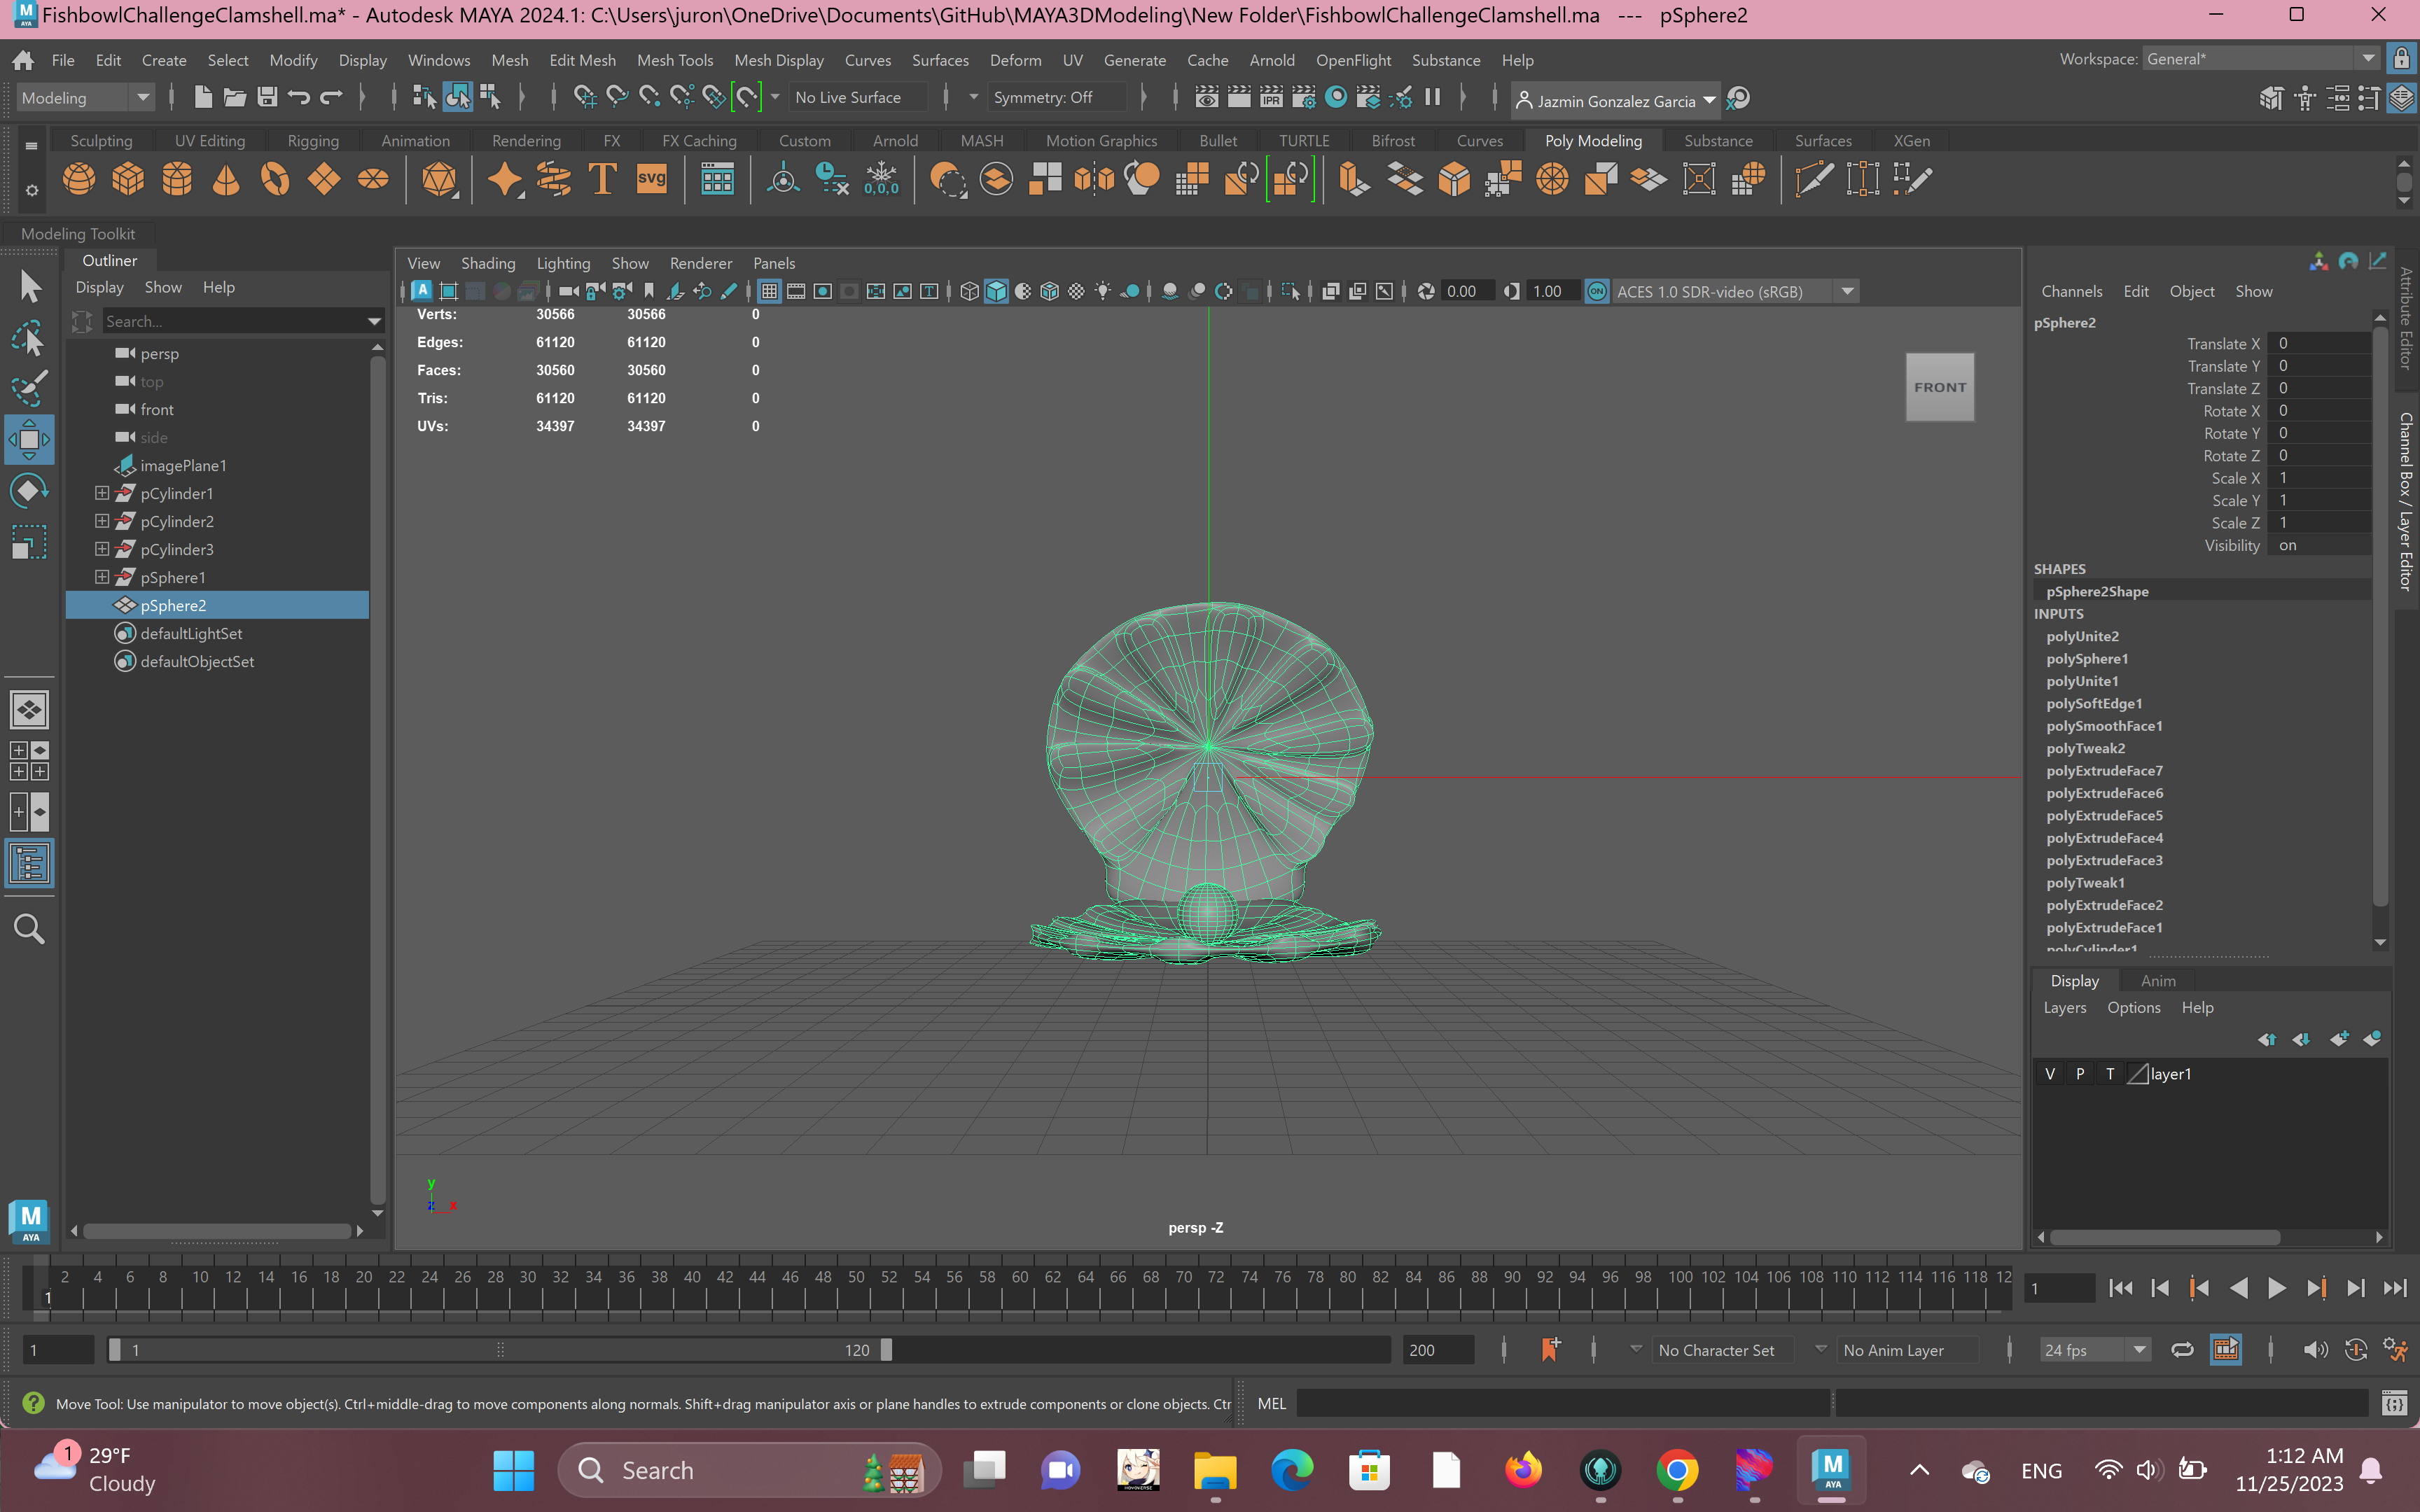 FishbowlChallengeClamshell.ma* - Autodesk MAYA 2024.1: C:\Users\juron\OneDrive\Documents\GitHub\MAYA3DModeling\New Folder\FishbowlChallengeClamshell.ma --- pSphere2
File Edit Create Select Modify Display Windows Mesh Edit Mesh Mesh Tools Mesh Display Curves Surfaces Deform UV Generate Cache Arnold OpenFlight Substance Help
Workspace: General*
Modeling No Live Surface Symmetry: Off IPR Jazmin Gonzalez Garcia
Sculpting UV Editing Rigging Animation Rendering FX FX Caching Custom Arnold MASH Motion Graphics Bullet TURTLE Bifrost Curves Poly Modeling Substance Surfaces XGen
T svg 0,0,0
Modeling Toolkit
Outliner
Display Show Help
Search...
persp
top
front
side
imagePlane1
pCylinder1
pCylinder2
pCylinder3
pSphere1
pSphere2
defaultLightSet
defaultObjectSet
View Shading Lighting Show Renderer Panels
0.00 1.00 ON ACES 1.0 SDR-video (sRGB)
Verts: 30566 30566 0
Edges: 61120 61120 0
Faces: 30560 30560 0
Tris: 61120 61120 0
UVs: 34397 34397 0
FRONT
y
z x
persp -Z
Channels Edit Object Show
pSphere2
Translate X 0
Translate Y 0
Translate Z 0
Rotate X 0
Rotate Y 0
Rotate Z 0
Scale X 1
Scale Y 1
Scale Z 1
Visibility on
SHAPES
pSphere2Shape
INPUTS
polyUnite2
polySphere1
polyUnite1
polySoftEdge1
polySmoothFace1
polyTweak2
polyExtrudeFace7
polyExtrudeFace6
polyExtrudeFace5
polyExtrudeFace4
polyExtrudeFace3
polyTweak1
polyExtrudeFace2
polyExtrudeFace1
polyCylinder1
Attribute Editor
Channel Box / Layer Editor
Display Anim
Layers Options Help
V P T layer1
M
AYA
2 4 6 8 10 12 14 16 18 20 22 24 26 28 30 32 34 36 38 40 42 44 46 48 50 52 54 56 58 60 62 64 66 68 70 72 74 76 78 80 82 84 86 88 90 92 94 96 98 100 102 104 106 108 110 112 114 116 118 12
1
1
1 1 120 200 No Character Set No Anim Layer 24 fps
Move Tool: Use manipulator to move object(s). Ctrl+middle-drag to move components along normals. Shift+drag manipulator axis or plane handles to extrude components or clone objects. Ctr
MEL
1 29°F
Cloudy
Search
M
AYA
ENG
1:12 AM
11/25/2023